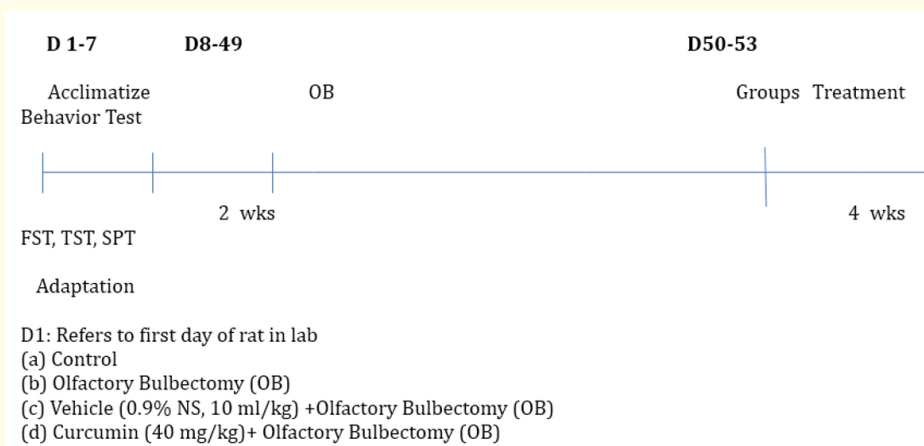 D 1-7 D8-49 D50-53
Acclimatize OB Groups Treatment
Behavior Test
2 wks 4 wks
FST, TST, SPT
Adaptation
D1: Refers to first day of rat in lab
(a) Control
(b) Olfactory Bulbectomy (OB)
(c) Vehicle (0.9% NS, 10 ml/kg) +Olfactory Bulbectomy (OB)
(d) Curcumin (40 mg/kg)+ Olfactory Bulbectomy (OB)